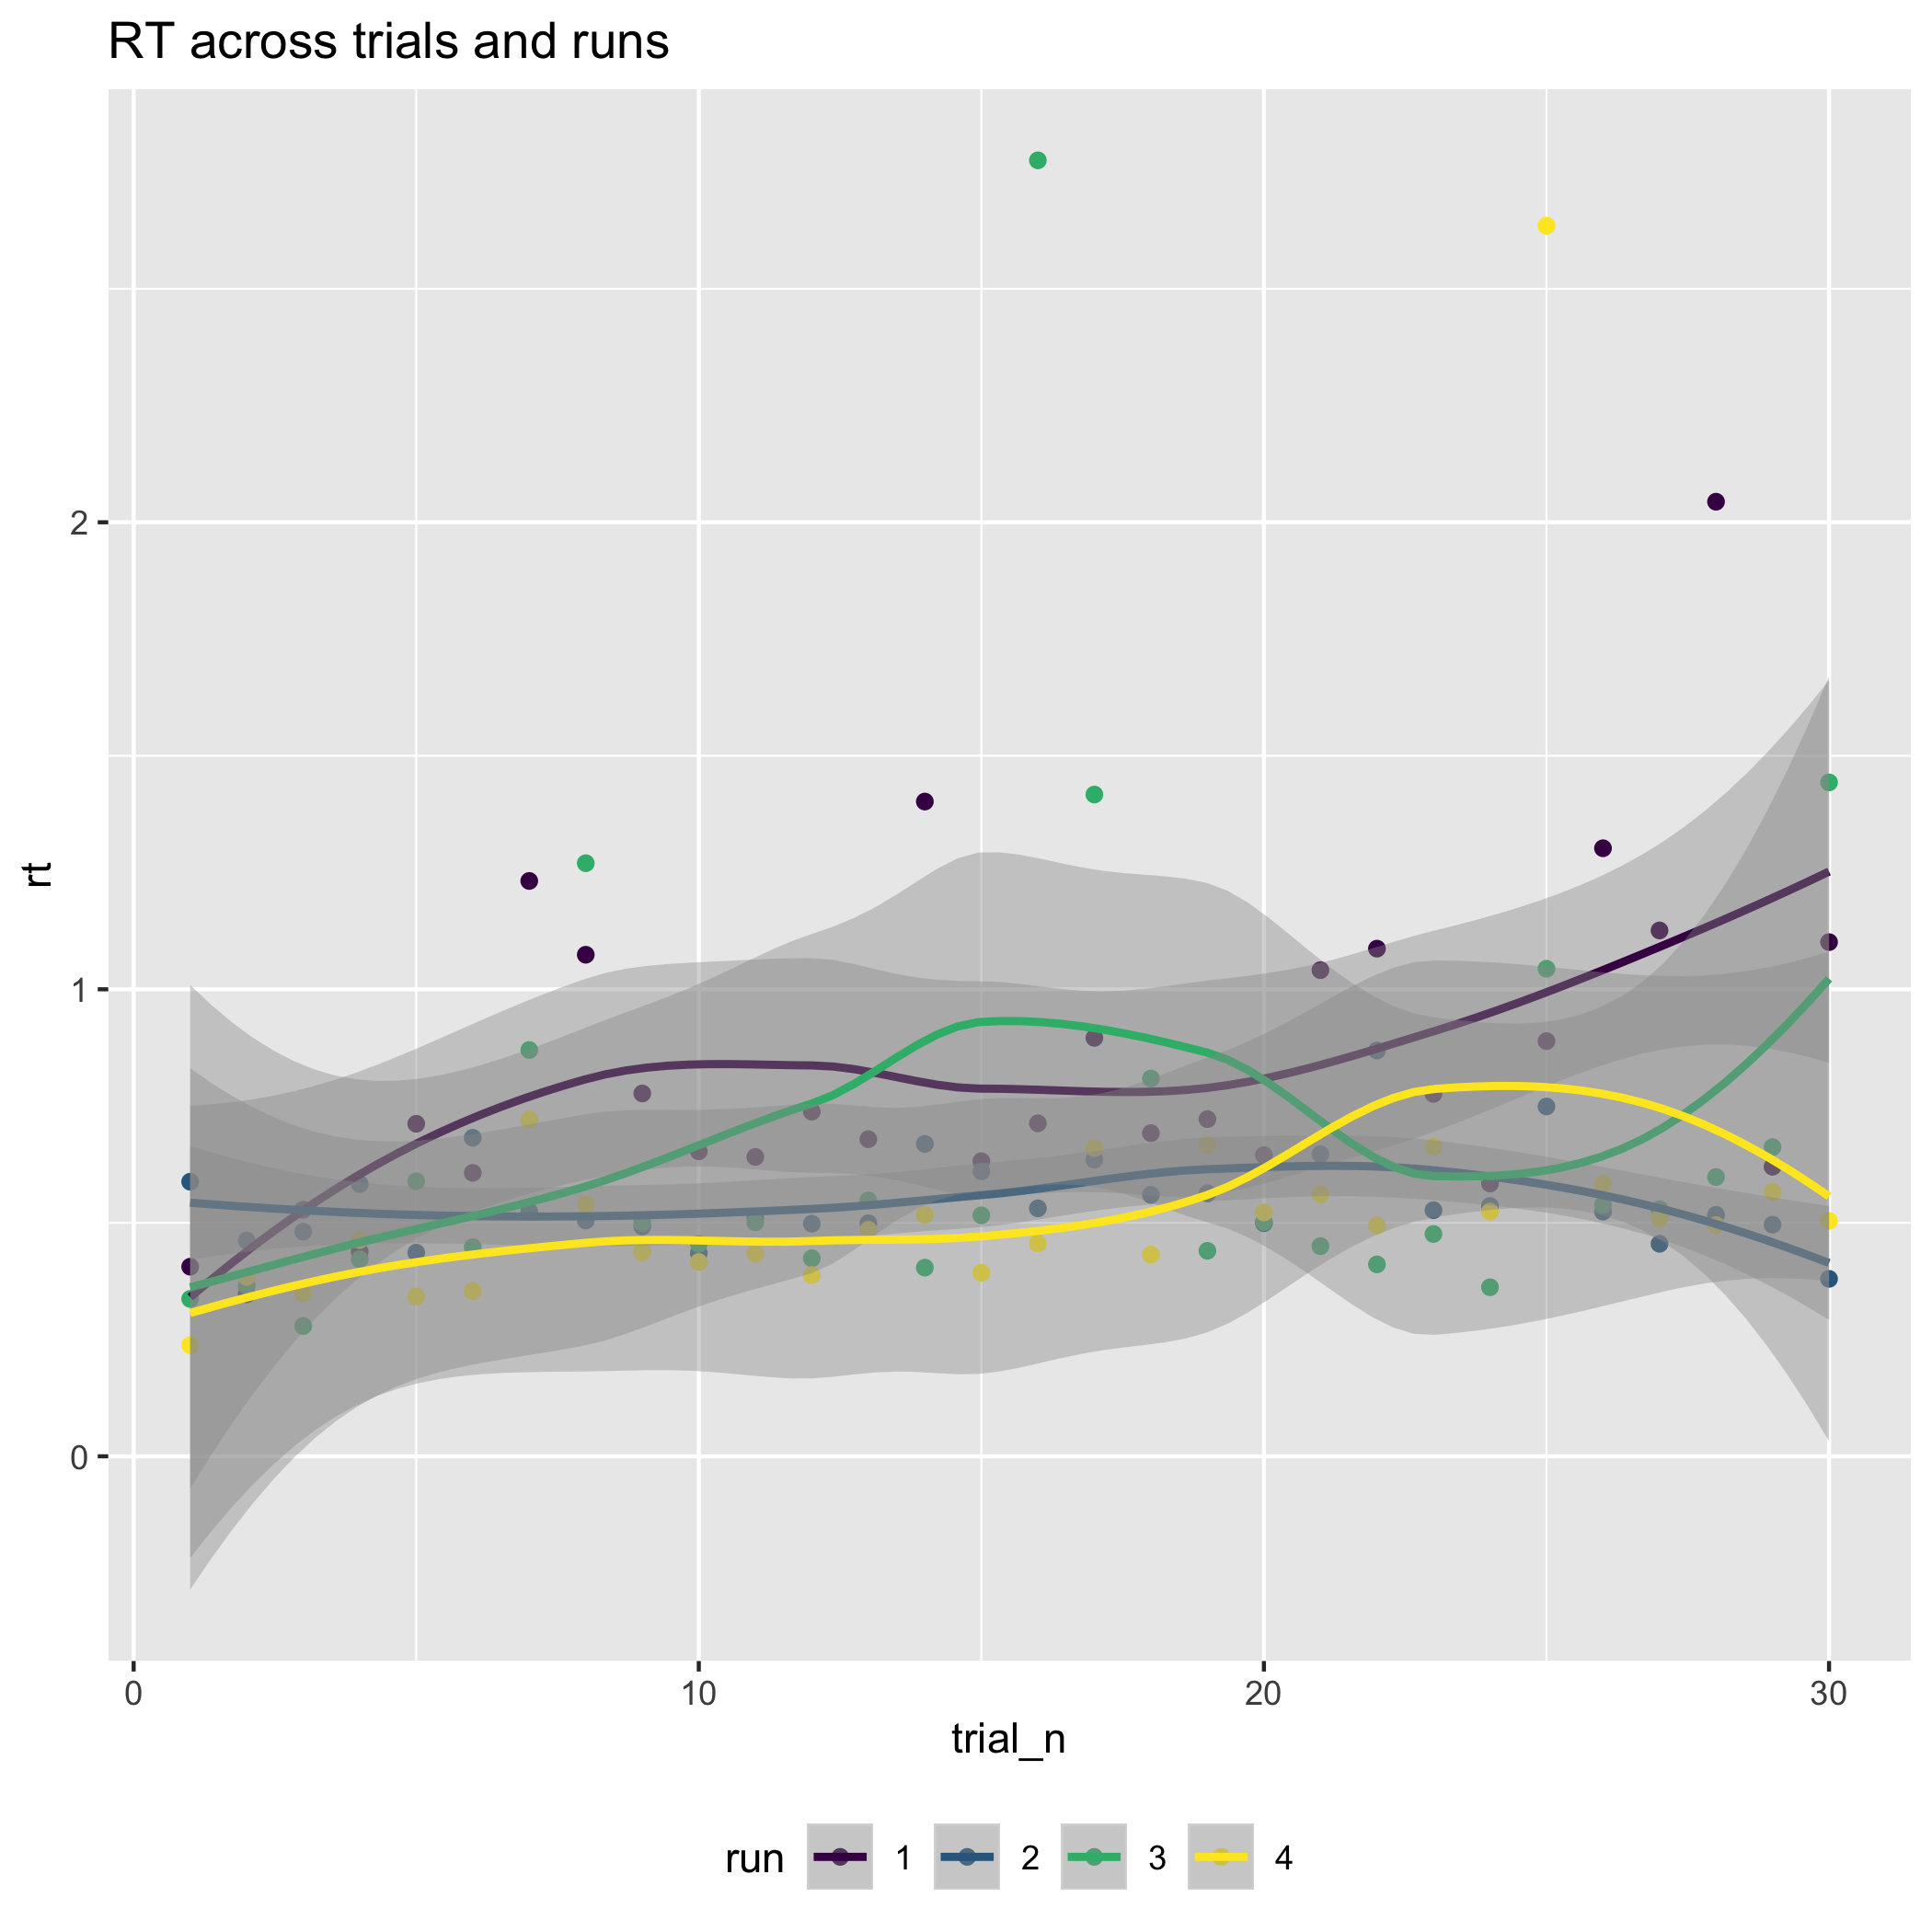 RT across trials and runs
rt
2
1
0
0 10 20 30
trial_n
run 1 2 3 4